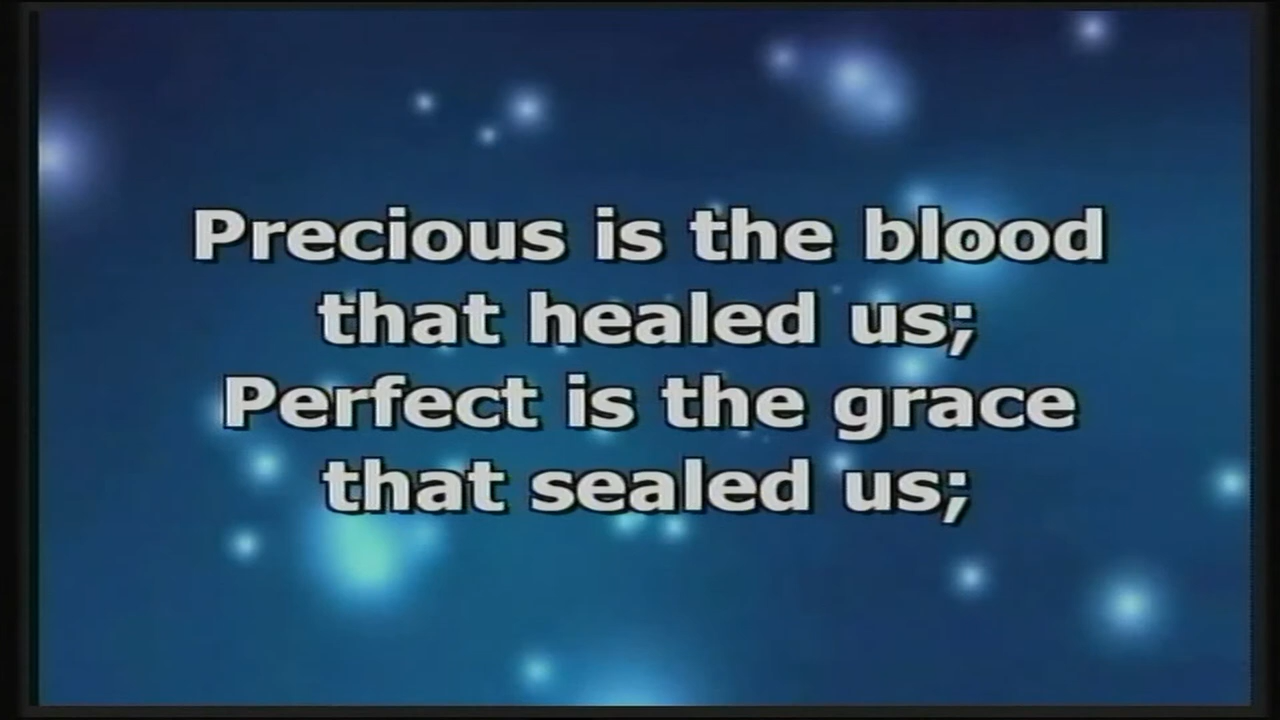 Precious is the blood
that healed us;
Perfect is the grace
that sealed us;